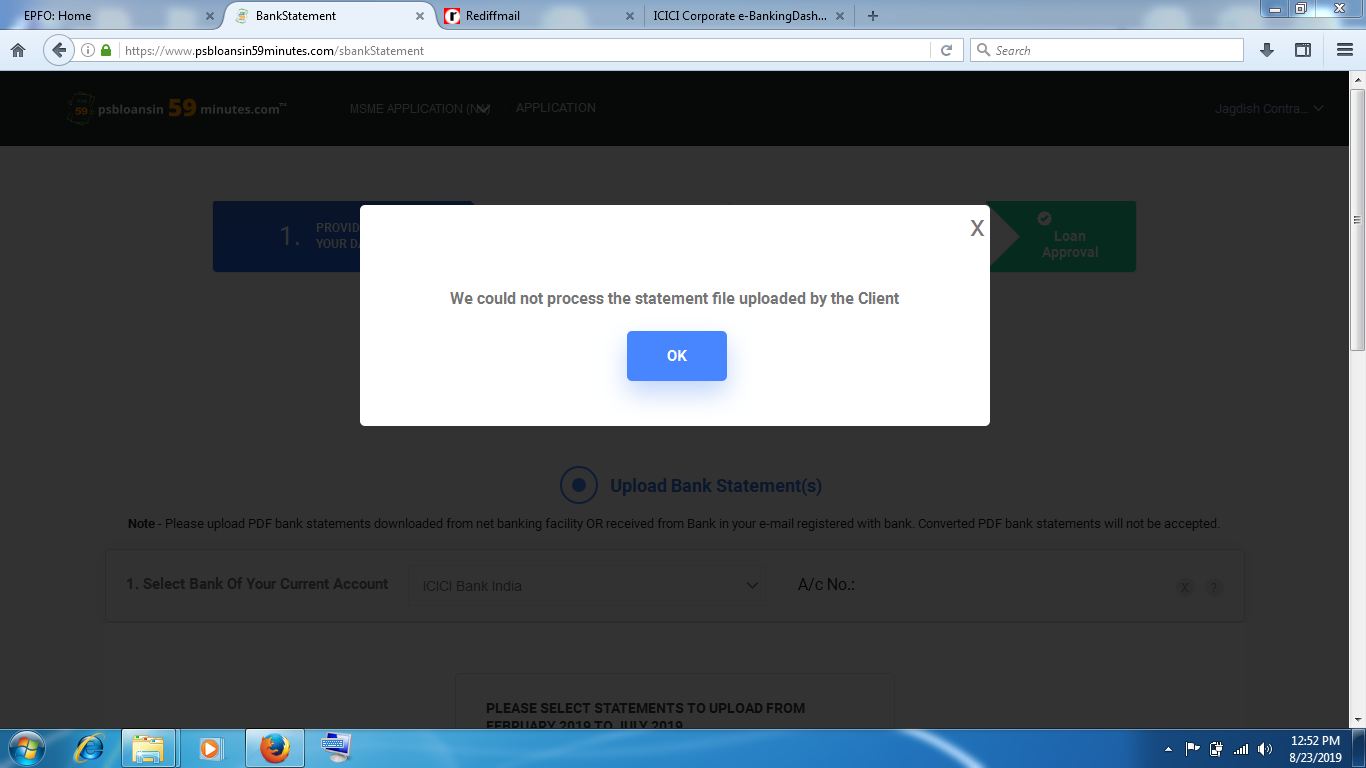 EPFO: Home
BankStatement
Rediffmail
ICICI Corporate e-BankingDash...
https://www.psbloansin59minutes.com/sbankStatement
Search
psbloansin 59 minutes.com™
MSME APPLICATION
APPLICATION
Jagdish Contra...
1.
PROVID
YOUR DA
Loan
Approval
X
We could not process the statement file uploaded by the Client
OK
Upload Bank Statement(s)
Note - Please upload PDF bank statements downloaded from net banking facility OR received from Bank in your e-mail registered with bank. Converted PDF bank statements will not be accepted.
1. Select Bank Of Your Current Account
ICICI Bank India
A/c No.:
X
?
PLEASE SELECT STATEMENTS TO UPLOAD FROM
FEBRUARY 2019 TO JULY 2019
12:52 PM
8/23/2019